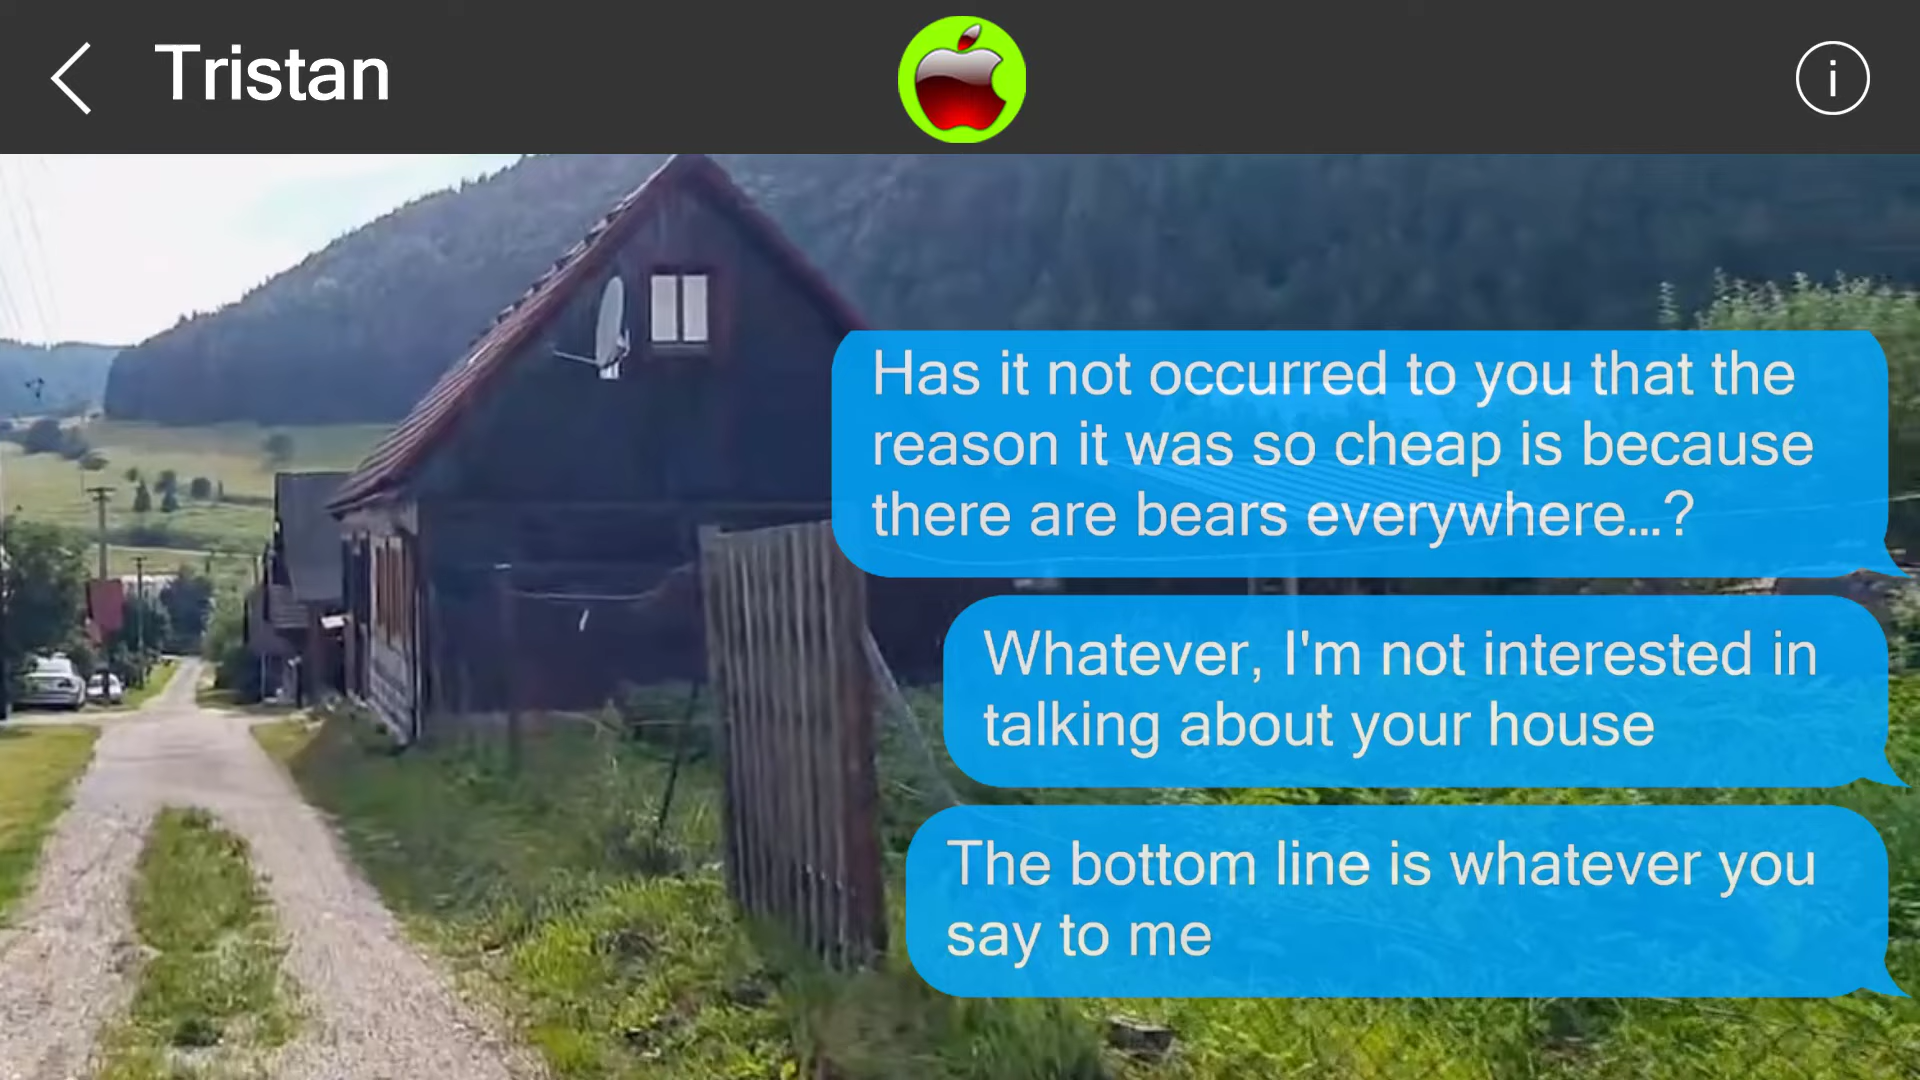 Tristan
Has it not occurred to you that the
reason it was so cheap is because
there are bears everywhere...?
Whatever, I'm not interested in
talking about your house
The bottom line is whatever you
say to me